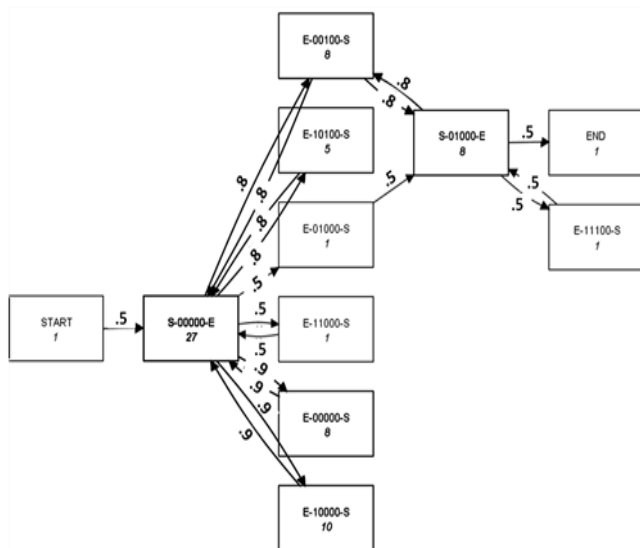 E-00100-S
8
.8
.8
E-10100-S
5
S-01000-E
8
.5
END
1
.8
.8
.8
.8
.5
E-01000-S
1
.5
.5
E-11100-S
1
.5
START
1
.5
S-00000-E
27
.5
.5
E-11000-S
1
.9
.9
.9
.9
E-00000-S
8
E-10000-S
10